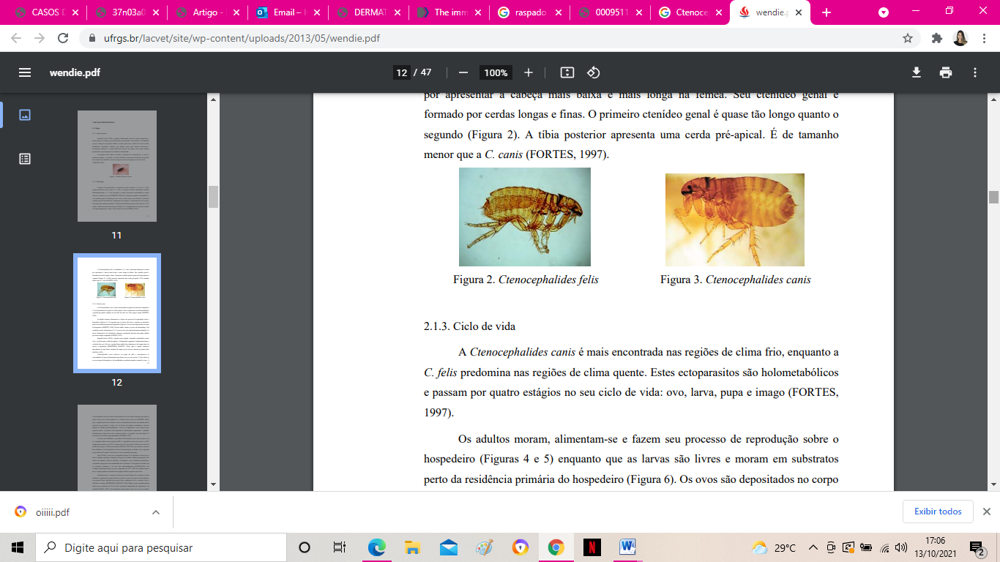 CASOS D
37n03a0
Artigo -
Email – 
DERMAT
The imm
raspado
0009511
Ctenoce
wendie.p
ufrgs.br/lacvet/site/wp-content/uploads/2013/05/wendie.pdf
wendie.pdf
12 / 47
100%
11
12
por apresentar a cabeça mais baixa e mais longa na fêmea. Seu ctenídeo genal é
formado por cerdas longas e finas. O primeiro ctenídeo genal é quase tão longo quanto o
segundo (Figura 2). A tíbia posterior apresenta uma cerda pré-apical. É de tamanho
menor que a C. canis (FORTES, 1997).
Figura 2. Ctenocephalides felis
Figura 3. Ctenocephalides canis
2.1.3. Ciclo de vida
A Ctenocephalides canis é mais encontrada nas regiões de clima frio, enquanto a
C. felis predomina nas regiões de clima quente. Estes ectoparasitos são holometabólicos
e passam por quatro estágios no seu ciclo de vida: ovo, larva, pupa e imago (FORTES,
1997).
Os adultos moram, alimentam-se e fazem seu processo de reprodução sobre o
hospedeiro (Figuras 4 e 5) enquanto que as larvas são livres e moram em substratos
perto da residência primária do hospedeiro (Figura 6). Os ovos são depositados no corpo
oiiiii.pdf
Exibir todos
Digite aqui para pesquisar
29°C
17:06
13/10/2021
2